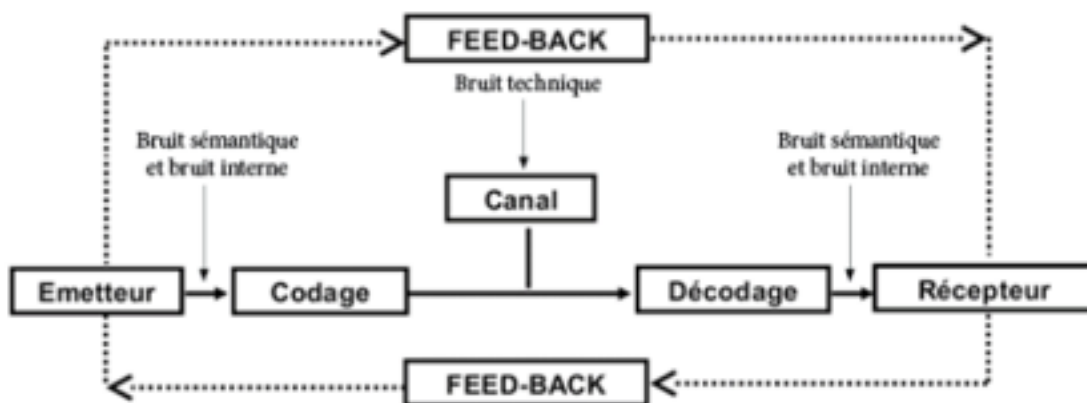 FEED-BACK
Bruit technique
Bruit sémantique
et bruit interne
Bruit sémantique
et bruit interne
Canal
Emetteur
Codage
Décodage
Récepteur
FEED-BACK